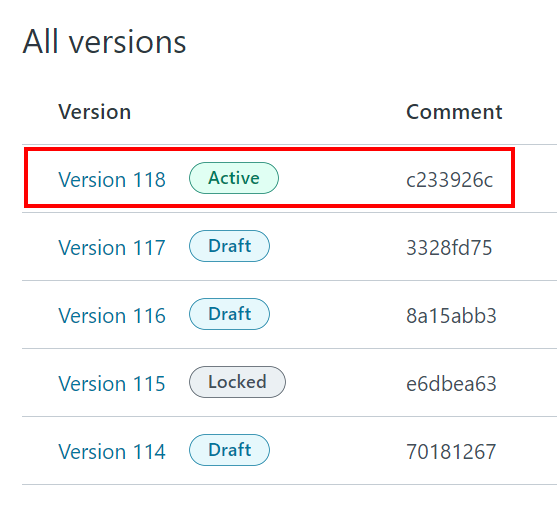 All versions
Version Comment
Version 118 Active c233926c
Version 117 Draft 3328fd75
Version 116 Draft 8a15abb3
Version 115 Locked e6dbea63
Version 114 Draft 70181267